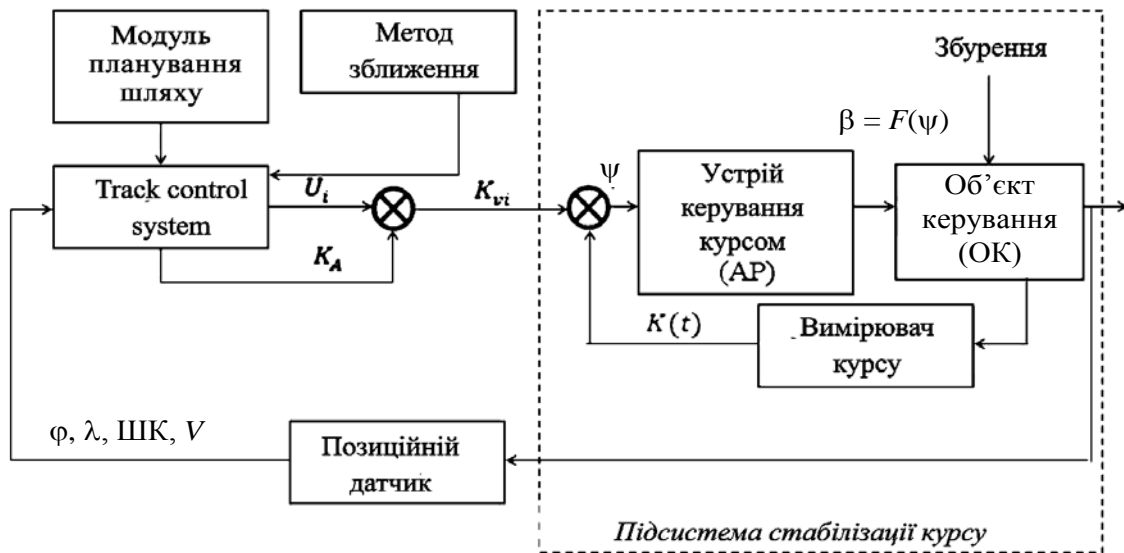 Модуль
планування
шляху
Метод
зближення
Збурення
β = F(ψ)
Track control
system
U_i
K_A
K_vi
ψ
Устрій
керування
курсом
(АР)
Об’єкт
керування
(ОК)
K(t)
Вимірювач
курсу
φ, λ, ШК, V
Позиційній
датчик
Підсистема стабілізації курсу